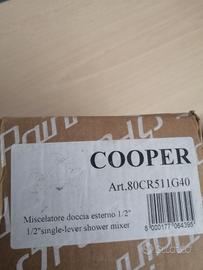 COOPER
Art.80CR511G40
Miscelatore doccia esterno 1/2"
1/2"single-lever shower mixer
8 000177 064395